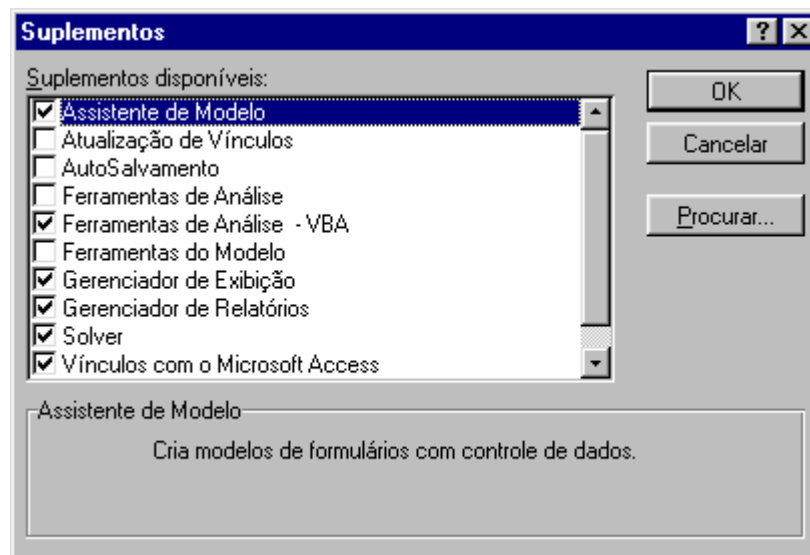 Suplementos
Suplementos disponíveis:
Assistente de Modelo
Atualização de Vínculos
AutoSalvamento
Ferramentas de Análise
Ferramentas de Análise - VBA
Ferramentas do Modelo
Gerenciador de Exibição
Gerenciador de Relatórios
Solver
Vínculos com o Microsoft Access
OK
Cancelar
Procurar...
Assistente de Modelo
Cria modelos de formulários com controle de dados.